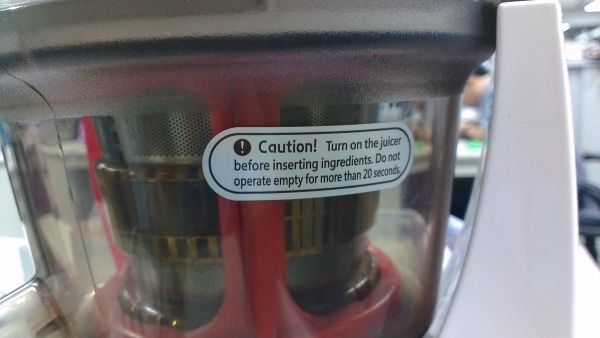 Caution! Turn on the juicer
before inserting ingredients. Do not
operate empty for more than 20 seconds.